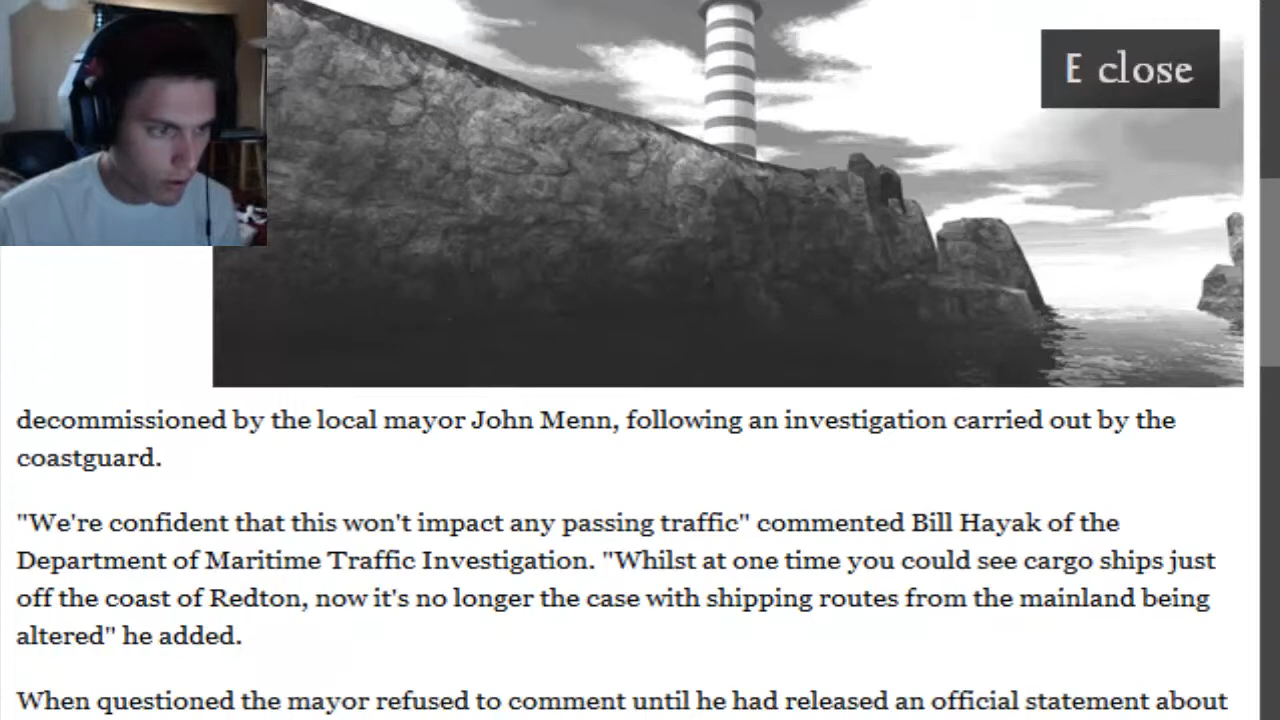 E close
decommissioned by the local mayor John Menn, following an investigation carried out by the
coastguard.
"We're confident that this won't impact any passing traffic" commented Bill Hayak of the
Department of Maritime Traffic Investigation. "Whilst at one time you could see cargo ships just
off the coast of Redton, now it's no longer the case with shipping routes from the mainland being
altered" he added.
When questioned the mayor refused to comment until he had released an official statement about